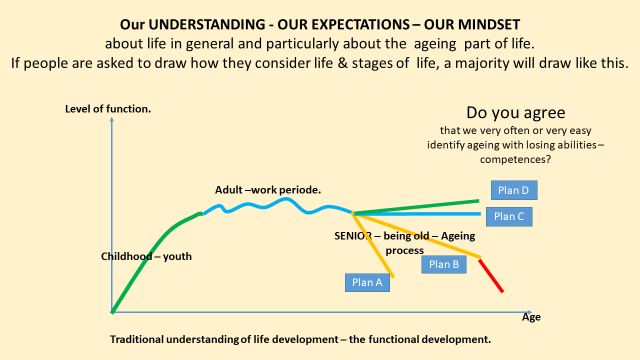 Our UNDERSTANDING - OUR EXPECTATIONS – OUR MINDSET
about life in general and particularly about the ageing part of life.
If people are asked to draw how they consider life & stages of life, a majority will draw like this.
Level of function.
Do you agree
that we very often or very easy
identify ageing with losing abilities –
competences?
Adult –work periode.
Plan D
Plan C
SENIOR – being old – Ageing
process
Childhood – youth
Plan B
Plan A
Age
Traditional understanding of life development – the functional development.